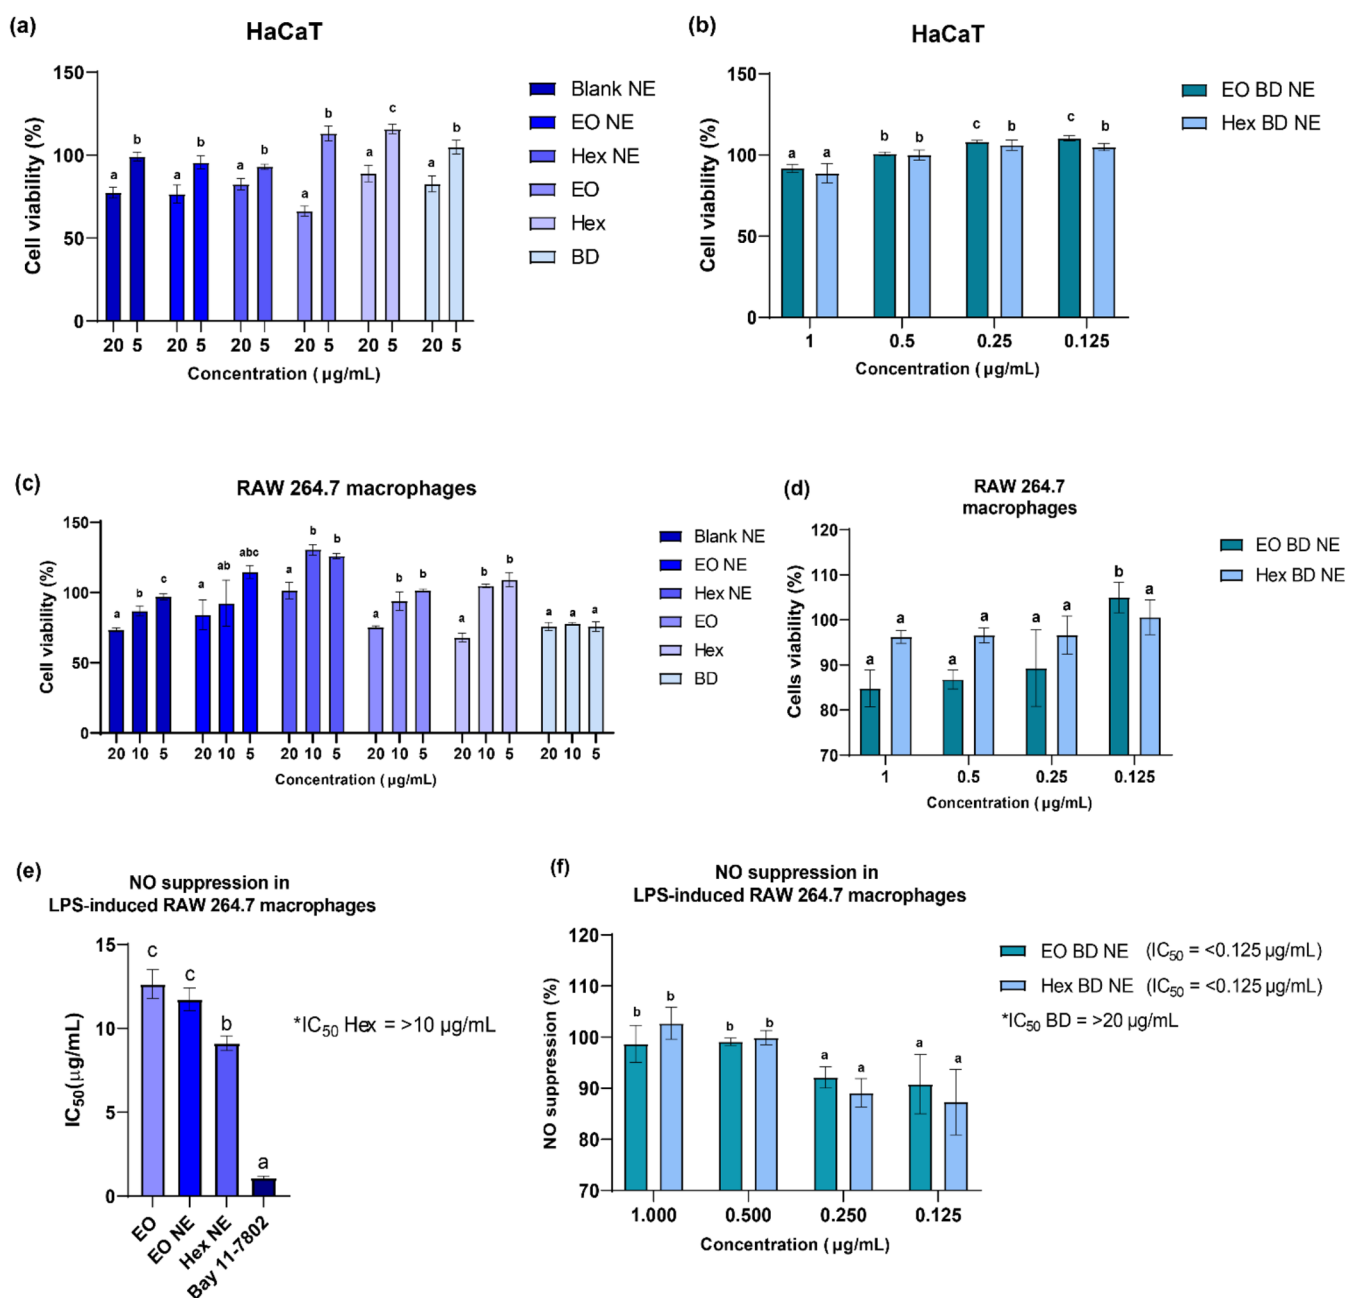 (a)
HaCaT
Cell viability (%)
150
100
50
0
a b a b a b a b a c a b
20 5 20 5 20 5 20 5 20 5 20 5
Concentration ( µg/mL)
Blank NE
EO NE
Hex NE
EO
Hex
BD
(b)
HaCaT
Cell viability (%)
150
100
50
0
a a b b c b c b
1 0.5 0.25 0.125
Concentration ( µg/mL)
EO BD NE
Hex BD NE
(c)
RAW 264.7 macrophages
Cell viability (%)
150
100
50
0
a b c a ab abc a b b a b b a b b a a a
20 10 5 20 10 5 20 10 5 20 10 5 20 10 5 20 10 5
Concentration ( µg/mL)
Blank NE
EO NE
Hex NE
EO
Hex
BD
(d)
RAW 264.7
macrophages
Cells viability (%)
120
110
100
90
80
70
a a a a a a b a
1 0.5 0.25 0.125
Concentration ( µg/mL)
EO BD NE
Hex BD NE
(e)
NO suppression in
LPS-induced RAW 264.7 macrophages
IC50(µg/mL)
15
10
5
0
c c b a
EO
EO NE
Hex NE
Bay 11-7802
*IC50 Hex = >10 µg/mL
(f)
NO suppression in
LPS-induced RAW 264.7 macrophages
NO suppression (%)
120
110
100
90
80
70
b b b b a a a a
1.000 0.500 0.250 0.125
Concentration ( µg/mL)
EO BD NE (IC50 = <0.125 µg/mL)
Hex BD NE (IC50 = <0.125 µg/mL)
*IC50 BD = >20 µg/mL